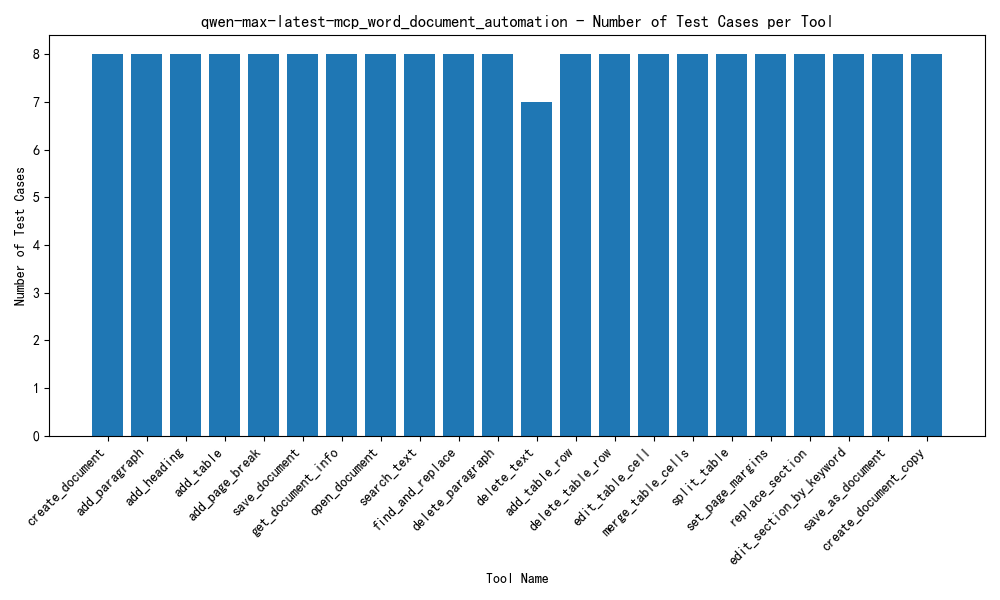 qwen-max-latest-mcp_word_document_automation - Number of Test Cases per Tool
Number of Test Cases
8
7
6
5
4
3
2
1
0
create_document
add_paragraph
add_heading
add_table
add_page_break
save_document
get_document_info
open_document
search_text
find_and_replace
delete_paragraph
delete_text
add_table_row
delete_table_row
edit_table_cell
merge_table_cells
split_table
set_page_margins
replace_section
edit_section_by_keyword
save_as_document
create_document_copy
Tool Name